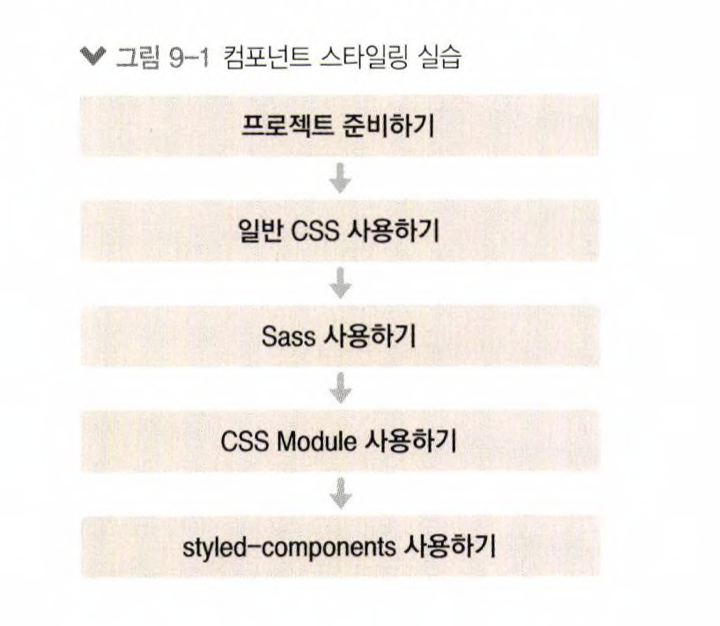 그림 9-1 컴포넌트 스타일링 실습
프로젝트 준비하기
일반 CSS 사용하기
Sass 사용하기
CSS Module 사용하기
styled-components 사용하기